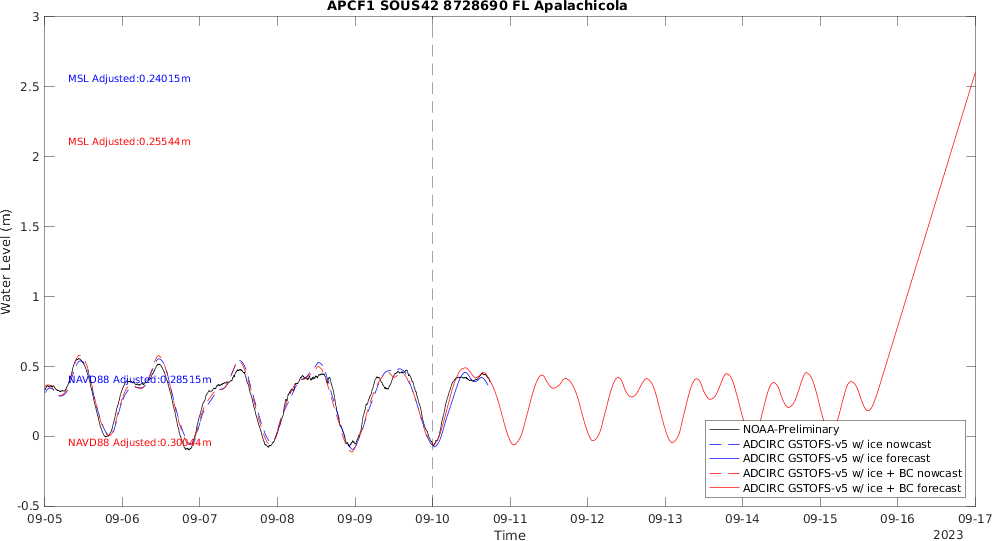 APCF1 SOUS42 8728690 FL Apalachicola
3
2.5
2
1.5
1
0.5
0
-0.5
Water Level (m)
MSL Adjusted:0.24015m
MSL Adjusted:0.25544m
NAVD88 Adjusted:0.28515m
NAVD88 Adjusted:0.30044m
NOAA-Preliminary
ADCIRC GSTOFS-v5 w/ ice nowcast
ADCIRC GSTOFS-v5 w/ ice forecast
ADCIRC GSTOFS-v5 w/ ice + BC nowcast
ADCIRC GSTOFS-v5 w/ ice + BC forecast
09-05 09-06 09-07 09-08 09-09 09-10 09-11 09-12 09-13 09-14 09-15 09-16 09-17
Time
2023